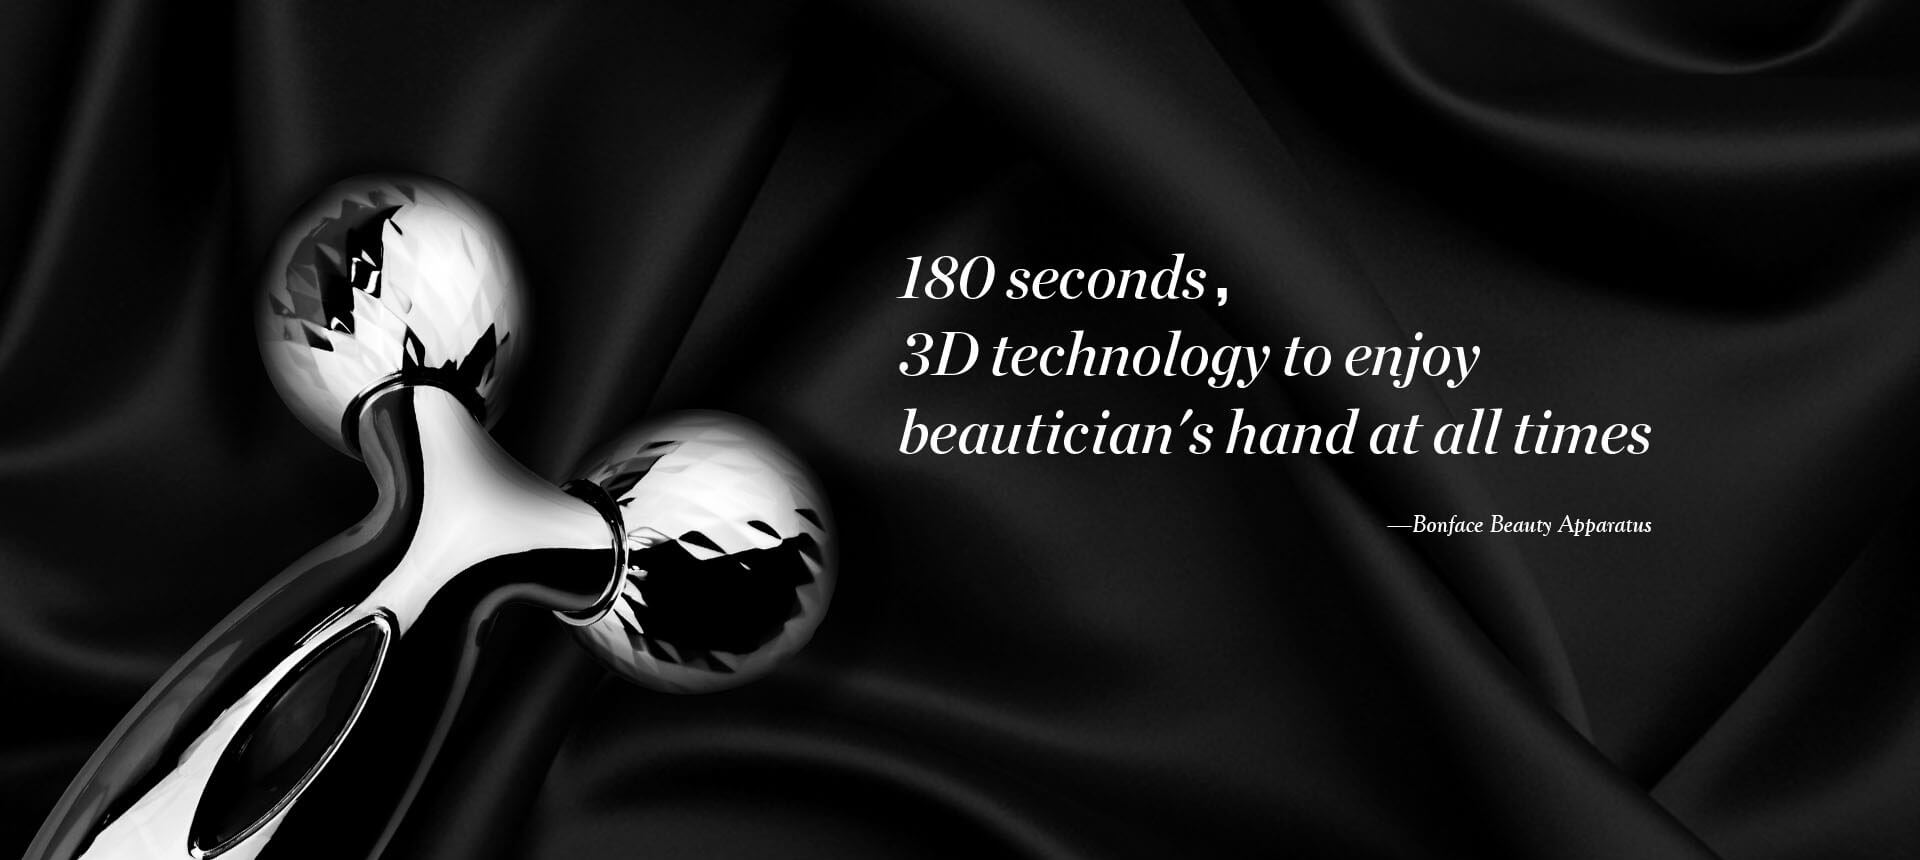 180 seconds,
3D technology to enjoy
beautician's hand at all times
—Bonface Beauty Apparatus